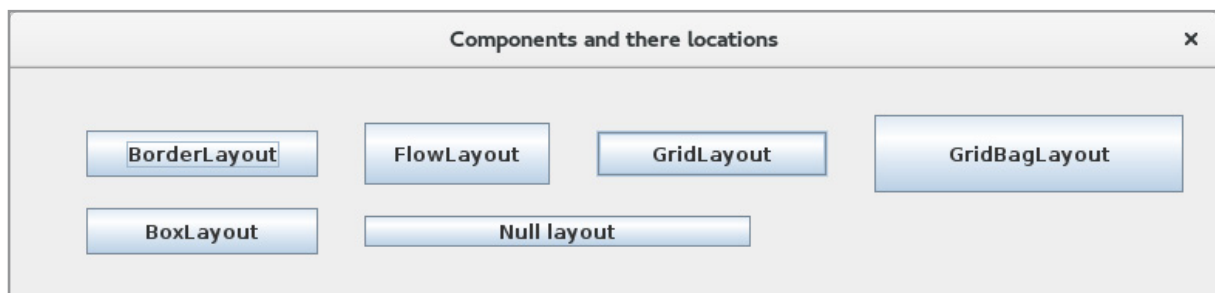 Components and there locations
BorderLayout FlowLayout GridLayout GridBagLayout
BoxLayout Null layout